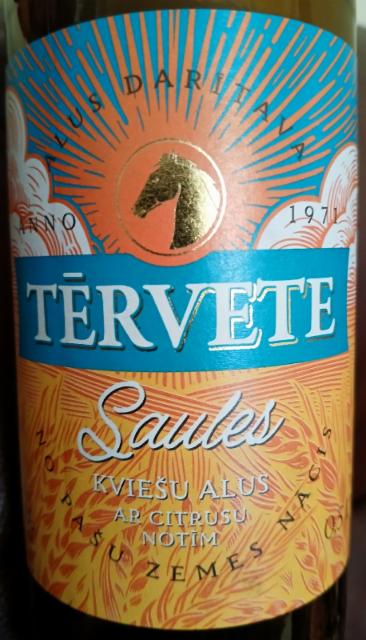 ALUS DARĪTAVA
ANNO 1971
TĒRVETE
Saules
KVIEŠU ALUS
AR CITRUSU
NOTĪM
NO PAŠU ZEMES NĀCIS